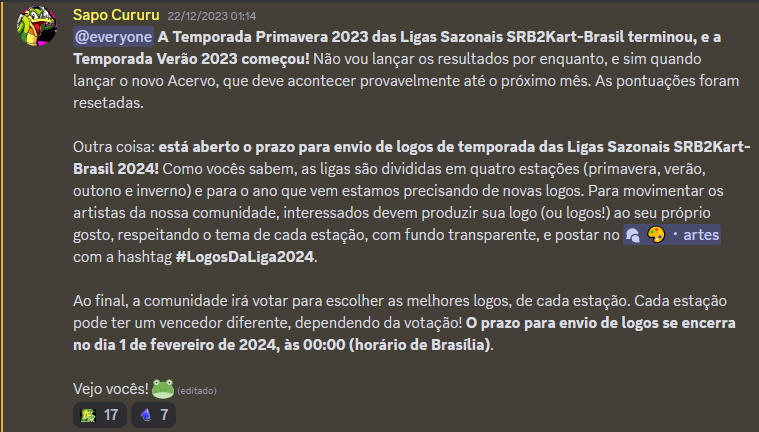 Sapo Cururu 22/12/2023 01:14
@everyone A Temporada Primavera 2023 das Ligas Sazonais SRB2Kart-Brasil terminou, e a
Temporada Verão 2023 começou! Não vou lançar os resultados por enquanto, e sim quando
lançar o novo Acervo, que deve acontecer provavelmente até o próximo mês. As pontuações foram
resetadas.
Outra coisa: está aberto o prazo para envio de logos de temporada das Ligas Sazonais SRB2Kart-
Brasil 2024! Como vocês sabem, as ligas são divididas em quatro estações (primavera, verão,
outono e inverno) e para o ano que vem estamos precisando de novas logos. Para movimentar os
artistas da nossa comunidade, interessados devem produzir sua logo (ou logos!) ao seu próprio
gosto, respeitando o tema de cada estação, com fundo transparente, e postar no 🎨・artes
com a hashtag #LogosDaLiga2024.
Ao final, a comunidade irá votar para escolher as melhores logos, de cada estação. Cada estação
pode ter um vencedor diferente, dependendo da votação! O prazo para envio de logos se encerra
no dia 1 de fevereiro de 2024, às 00:00 (horário de Brasília).
Vejo vocês! 🐸 (editado)
17 7